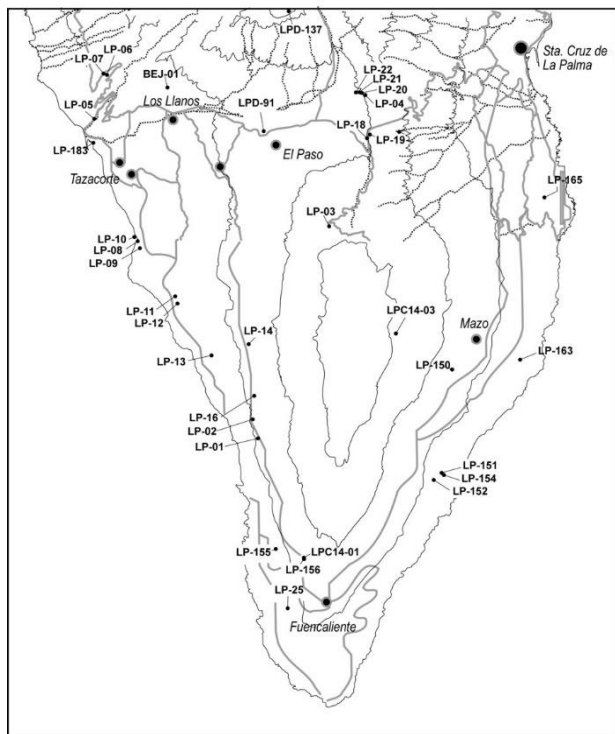 LPD-137
LP-06
LP-07
Sta. Cruz de
La Palma
BEJ-01
LP-22
LP-21
LP-20
LP-04
Los Llanos
LP-05
LPD-91
LP-18
LP-19
LP-183
El Paso
Tazacorte
LP-165
LP-03
LP-10
LP-08
LP-09
LP-11
LP-12
LPC14-03
LP-14
Mazo
LP-13
LP-150
LP-163
LP-16
LP-02
LP-01
LP-151
LP-154
LP-152
LP-155
LPC14-01
LP-156
LP-25
Fuencaliente